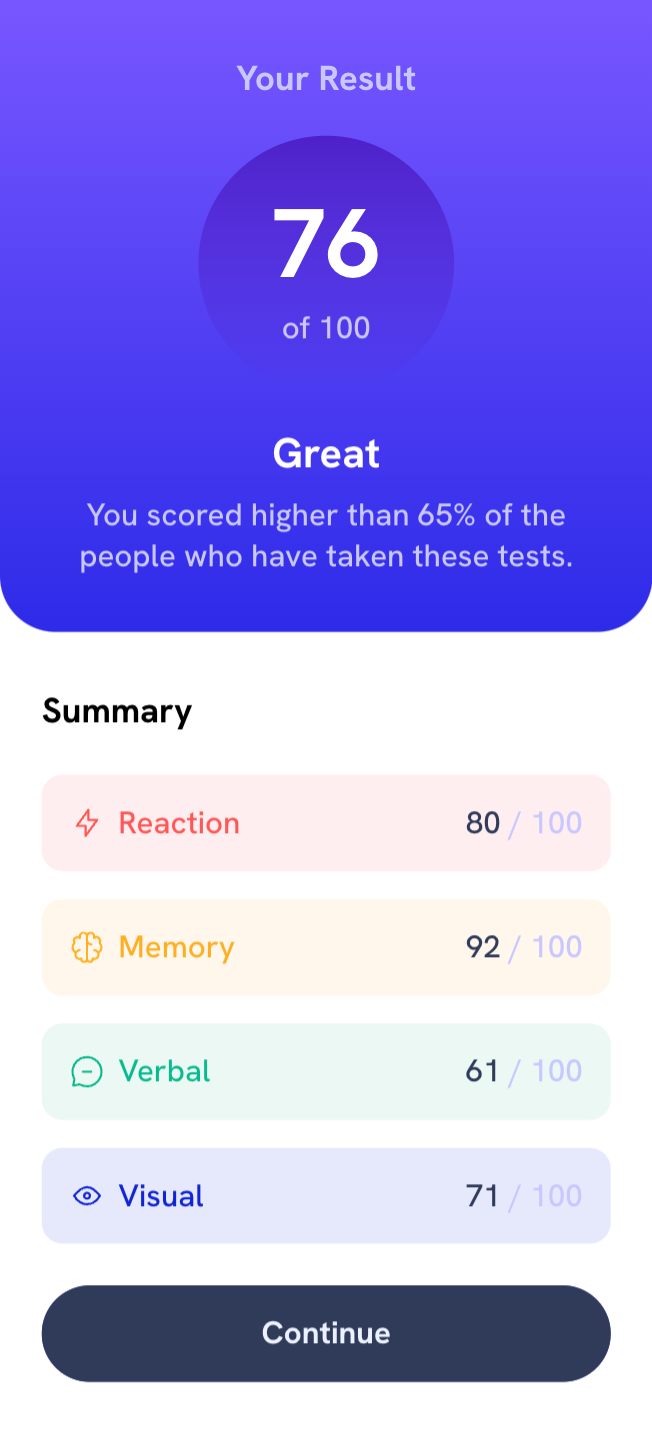 Your Result
76
of 100
Great
You scored higher than 65% of the
people who have taken these tests.
Summary
Reaction 80 / 100
Memory 92 / 100
Verbal 61 / 100
Visual 71 / 100
Continue